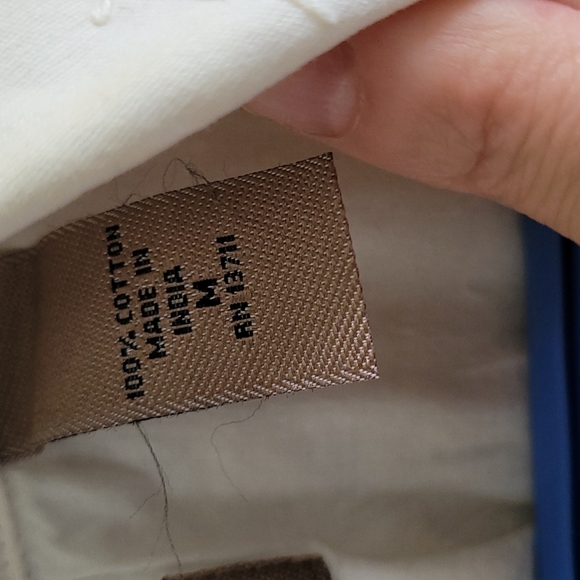 100% COTTON
MADE IN
INDIA
M
RN 13711